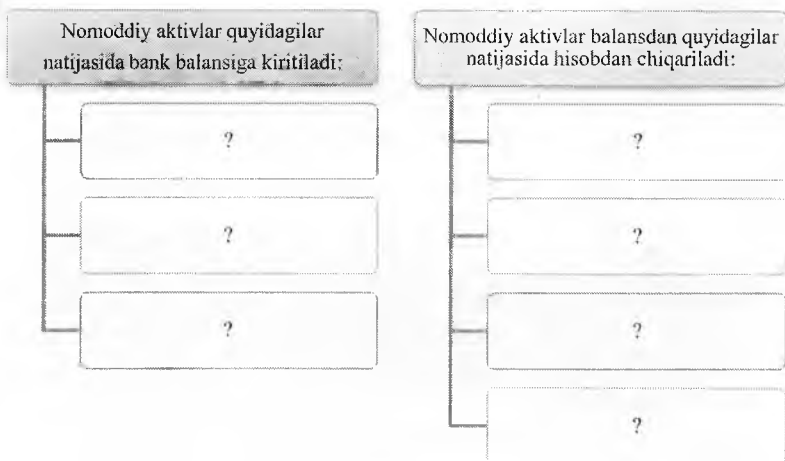 Nomoddiy aktivlar quyidagilar
natijasida bank balansiga kiritiladi:
?
?
?
Nomoddiy aktivlar balansdan quyidagilar
natijasida hisobdan chiqariladi:
?
?
?
?